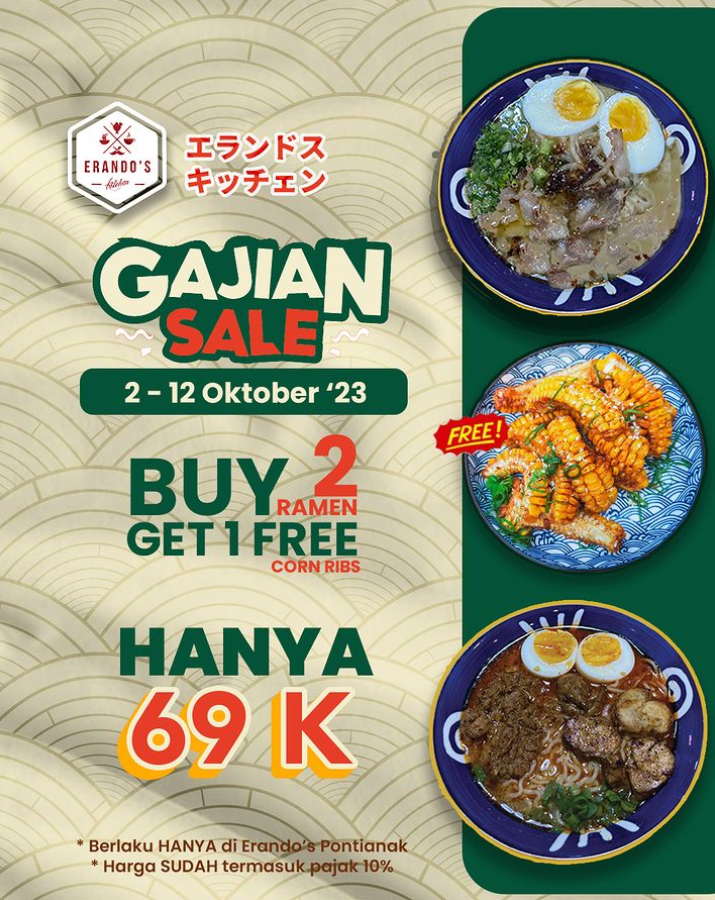 ERANDO'S
kitchen
エランドス
キッチェン
GAJIAN
SALE
2 - 12 Oktober ‘23
BUY 2
RAMEN
GET 1 FREE
CORN RIBS
FREE!
HANYA
69 K
* Berlaku HANYA di Erando's Pontianak
* Harga SUDAH termasuk pajak 10%